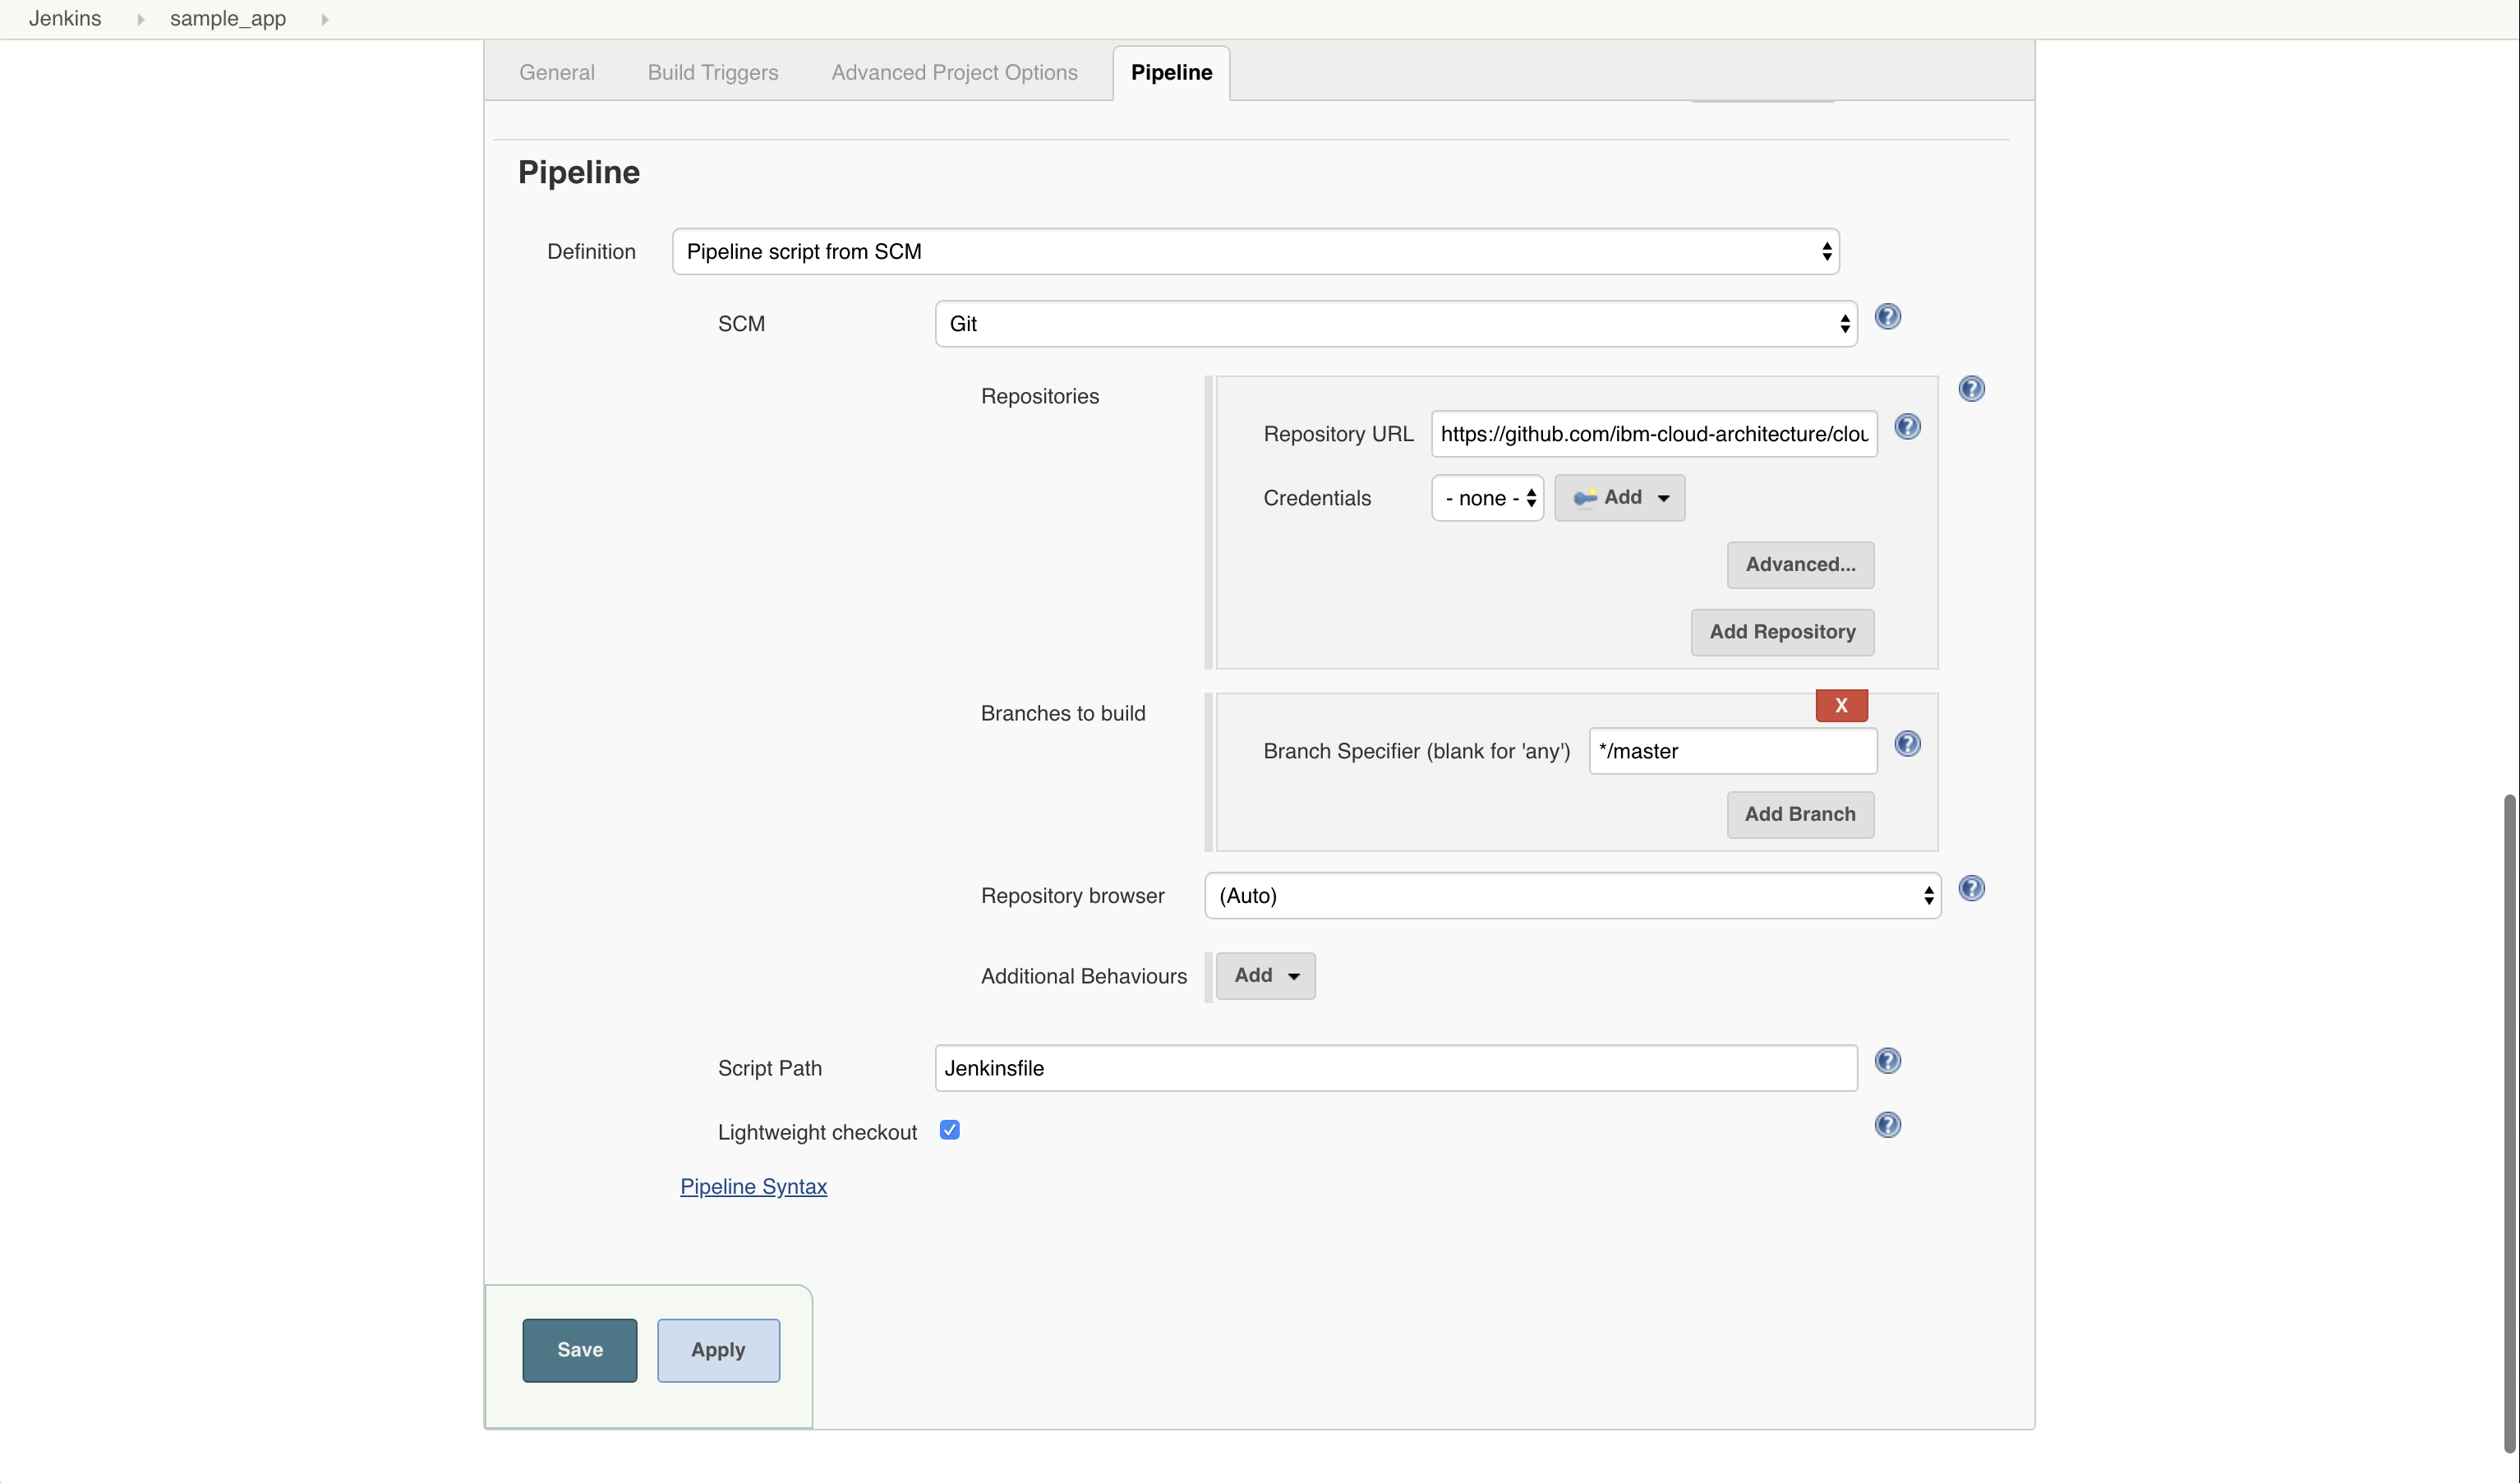 Jenkins sample_app
General Build Triggers Advanced Project Options Pipeline
Pipeline
Definition Pipeline script from SCM
SCM Git
Repositories
Repository URL https://github.com/ibm-cloud-architecture/clou
Credentials - none - Add
Advanced...
Add Repository
Branches to build
X
Branch Specifier (blank for 'any') */master
Add Branch
Repository browser (Auto)
Additional Behaviours Add
Script Path Jenkinsfile
Lightweight checkout
Pipeline Syntax
Save Apply